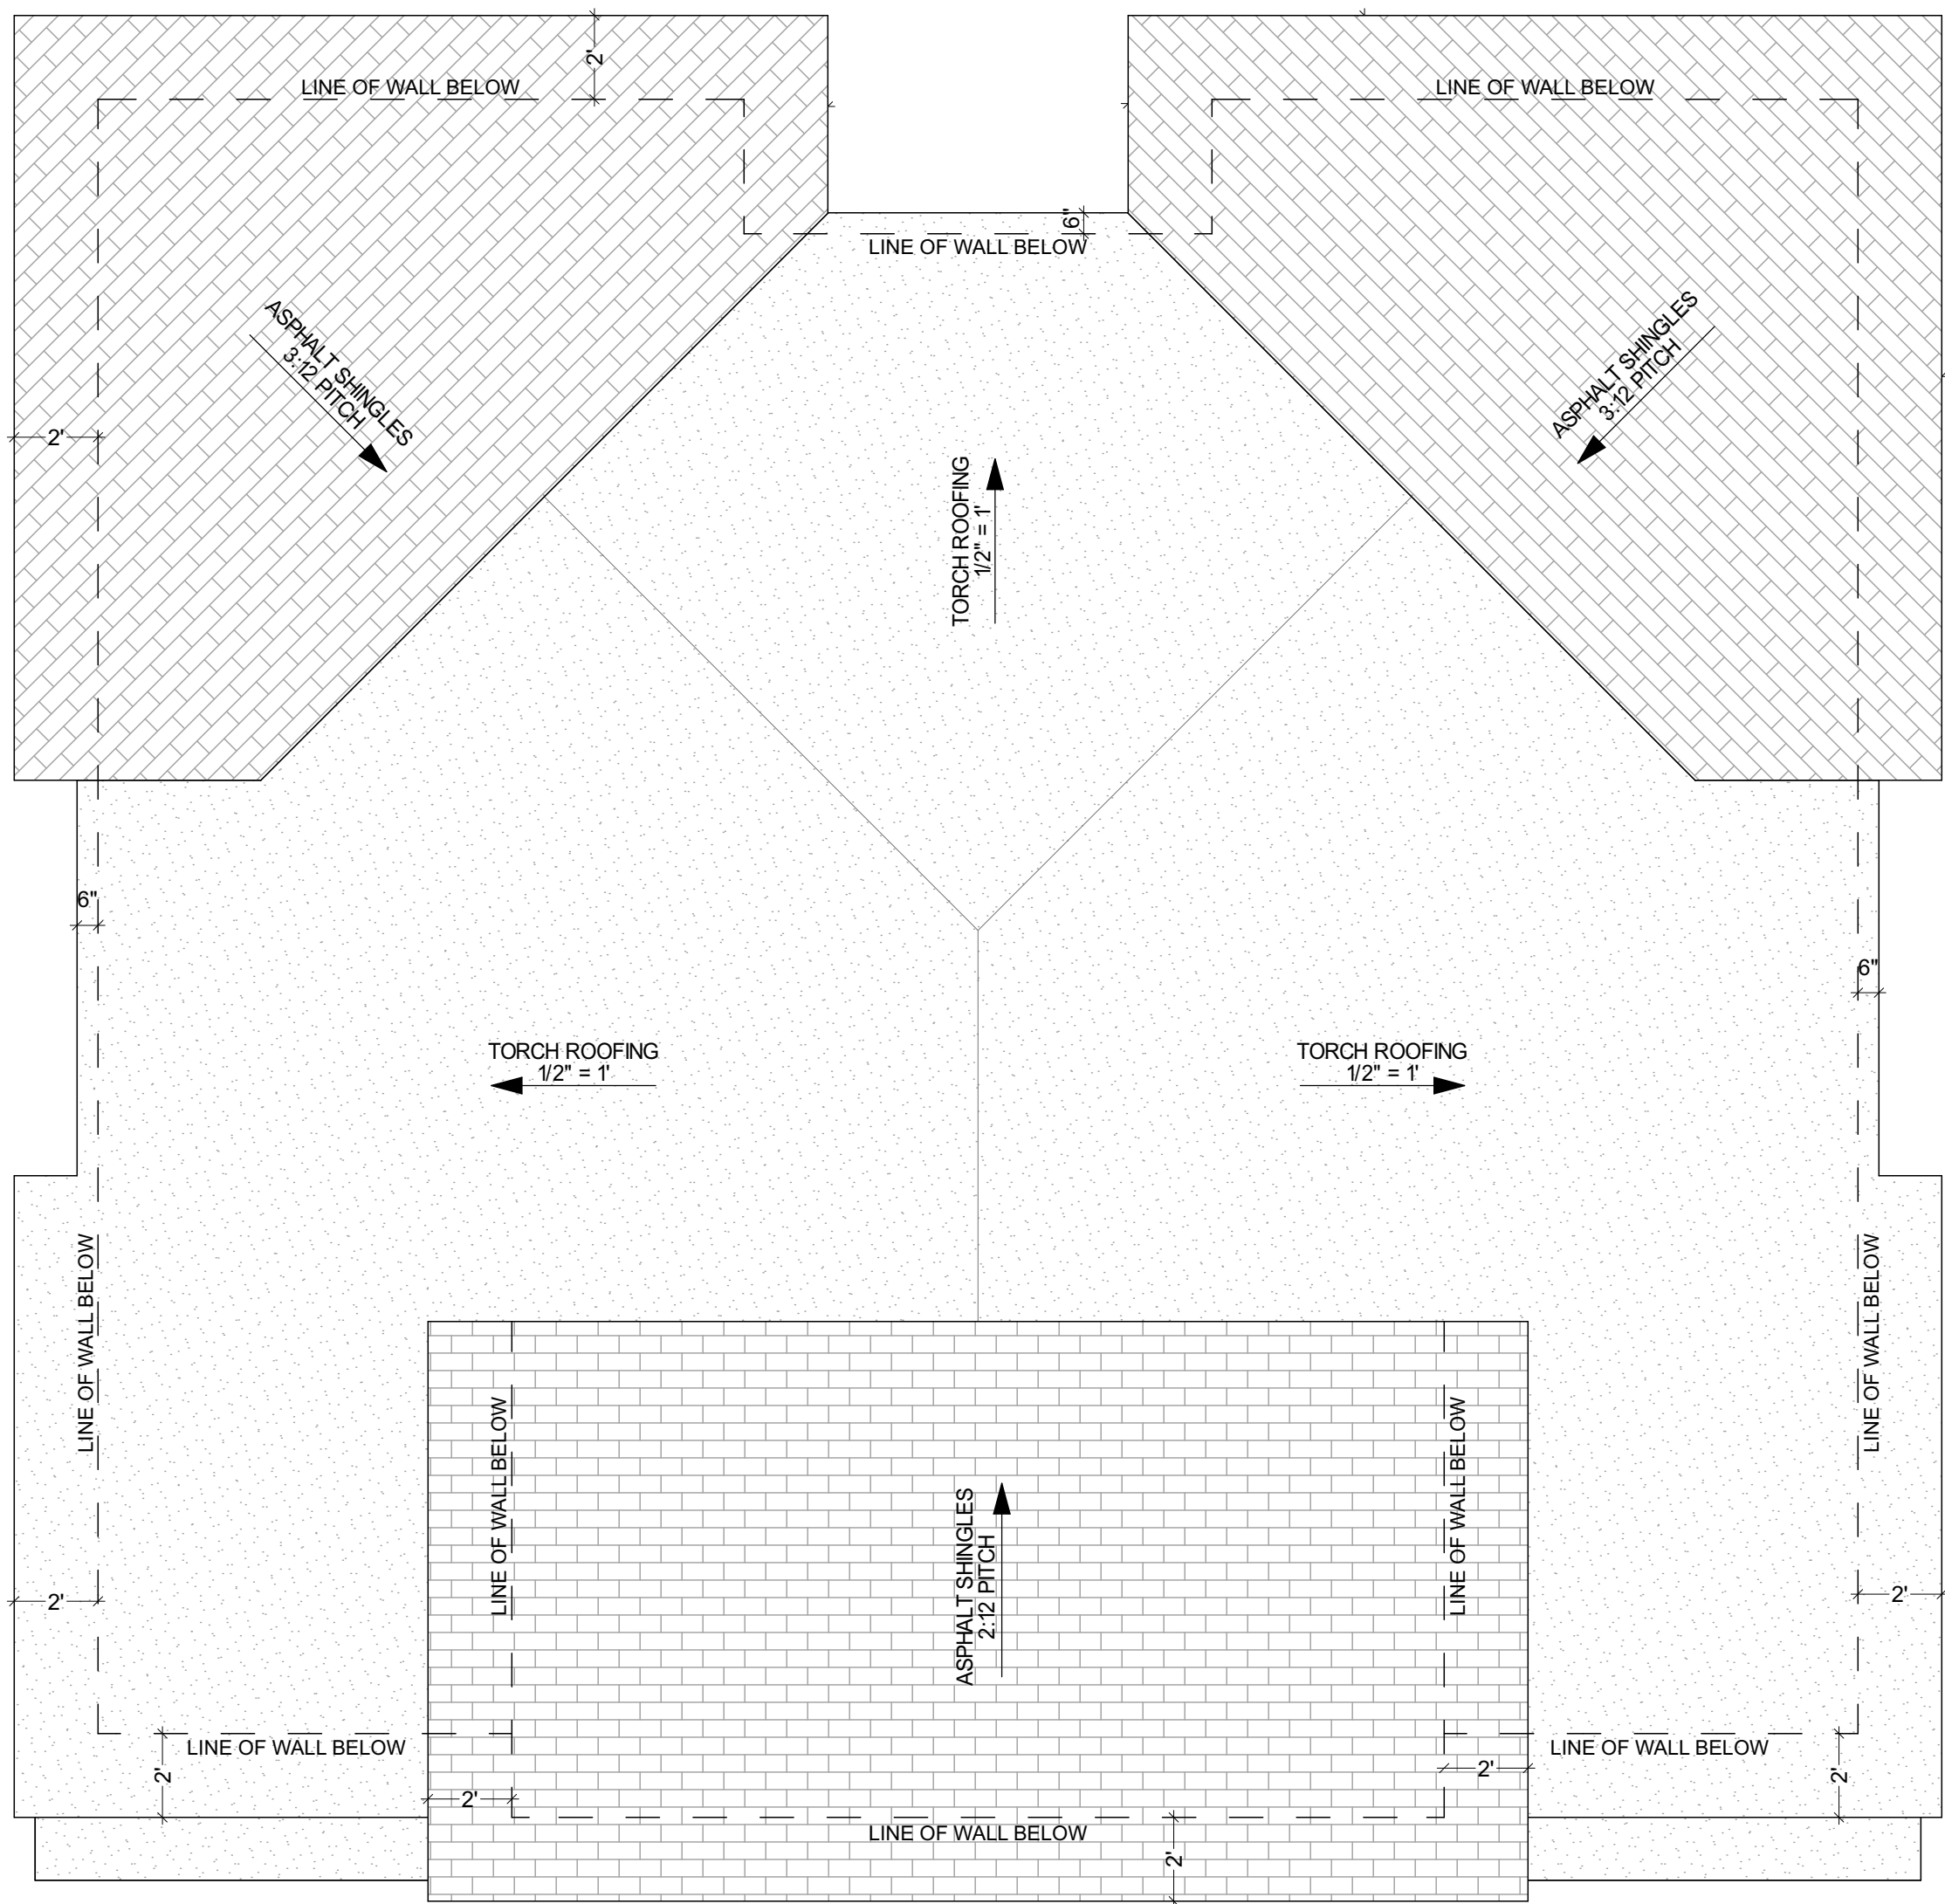 2'
LINE OF WALL BELOW
LINE OF WALL BELOW
6"
LINE OF WALL BELOW
ASPHALT SHINGLES
3:12 PITCH
ASPHALT SHINGLES
3:12 PITCH
2'
TORCH ROOFING
1/2" = 1'
6"
6"
TORCH ROOFING
1/2" = 1'
TORCH ROOFING
1/2" = 1'
LINE OF WALL BELOW
LINE OF WALL BELOW
LINE OF WALL BELOW
LINE OF WALL BELOW
ASPHALT SHINGLES
2:12 PITCH
2'
2'
LINE OF WALL BELOW
LINE OF WALL BELOW
2'
2'
2'
2'
LINE OF WALL BELOW
2'